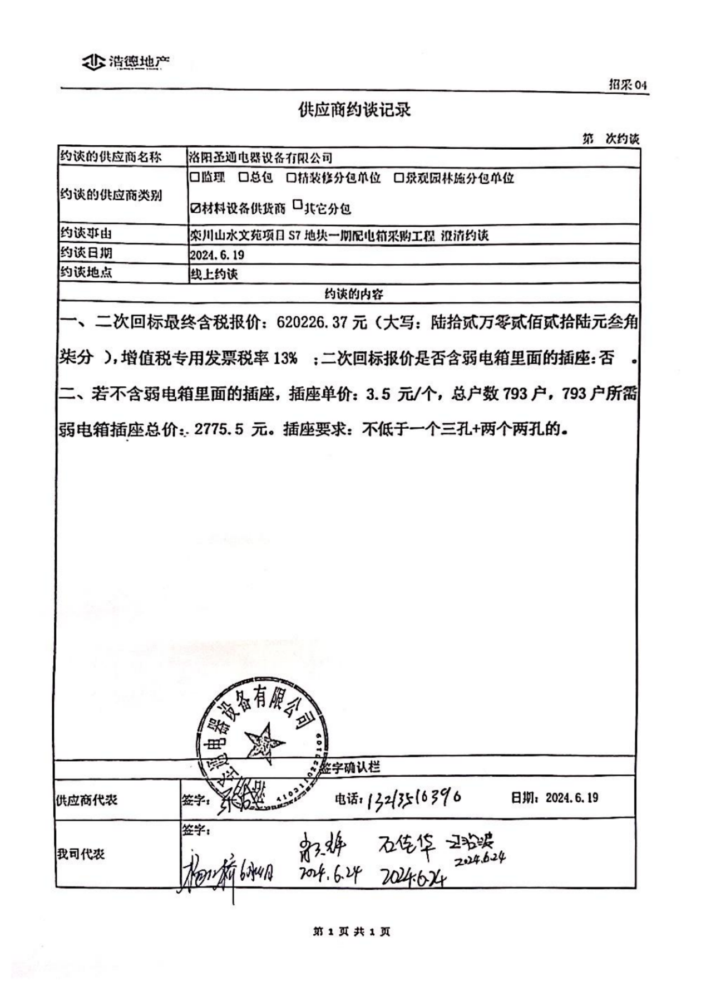 浩德地产
招采 04
供应商约谈记录
第 次约谈
约谈的供应商名称 洛阳圣通电器设备有限公司
约谈的供应商类别
□监理 □总包 □精装修分包单位 □景观园林施分包单位
☑材料设备供货商 □其它分包
约谈事由 栾川山水文苑项目 S7 地块一期配电箱采购工程 澄清约谈
约谈日期 2024.6.19
约谈地点 线上约谈
约谈的内容
一、二次回标最终含税报价：620226.37 元（大写：陆拾贰万零贰佰贰拾陆元叁角
柒分 ），增值税专用发票税率 13% ；二次回标报价是否含弱电箱里面的插座：否 。
二、若不含弱电箱里面的插座，插座单价：3.5 元/个，总户数 793 户，793 户所需
弱电箱插座总价：2775.5 元。插座要求：不低于一个三孔+两个两孔的。
通电器设备有限公司
签字确认栏
供应商代表 签字： 电话：13213516396 日期：2024.6.19
我司代表 签字：
石佳华
2024.6.24 2024.6.24 2024.6.24
第 1 页 共 1 页